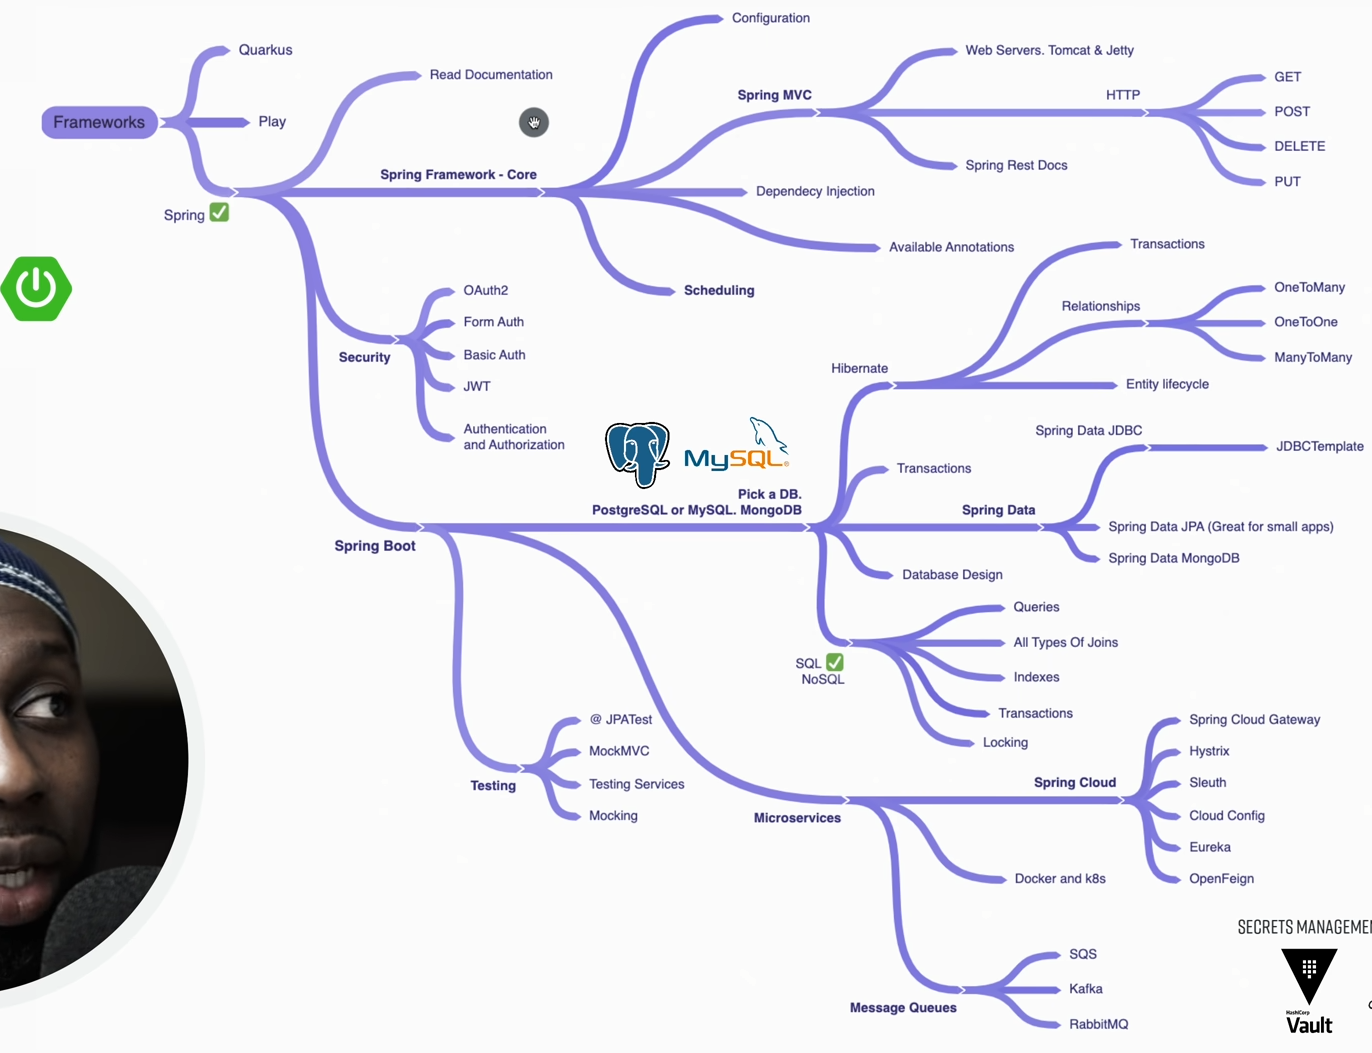 Frameworks
Quarkus
Play
Spring
Read Documentation
Spring Framework - Core
Configuration
Spring MVC
Web Servers. Tomcat & Jetty
HTTP
GET
POST
DELETE
PUT
Spring Rest Docs
Dependecy Injection
Available Annotations
Scheduling
Security
OAuth2
Form Auth
Basic Auth
JWT
Authentication
and Authorization
Spring Boot
MySQL®
Pick a DB.
PostgreSQL or MySQL. MongoDB
Hibernate
Transactions
Relationships
OneToMany
OneToOne
ManyToMany
Entity lifecycle
Transactions
Spring Data
Spring Data JDBC
JDBCTemplate
Spring Data JPA (Great for small apps)
Spring Data MongoDB
Database Design
SQL
NoSQL
Queries
All Types Of Joins
Indexes
Transactions
Locking
Testing
@ JPATest
MockMVC
Testing Services
Mocking
Microservices
Spring Cloud
Spring Cloud Gateway
Hystrix
Sleuth
Cloud Config
Eureka
OpenFeign
Docker and k8s
Message Queues
SQS
Kafka
RabbitMQ
SECRETS MANAGEME
HashiCorp
Vault